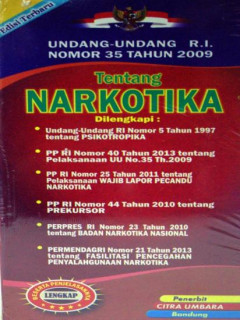 Edisi Terbaru
UNDANG-UNDANG R.I.
NOMOR 35 TAHUN 2009
Tentang
NARKOTIKA
Dilengkapi :
Undang-Undang RI Nomor 5 Tahun 1997
tentang PSIKOTROPIKA
PP RI Nomor 40 Tahun 2013 tentang
Pelaksanaan UU No.35 Th.2009
PP RI Nomor 25 Tahun 2011 tentang
Pelaksanaan WAJIB LAPOR PECANDU
NARKOTIKA
PP RI Nomor 44 Tahun 2010 tentang
PREKURSOR
PERPRES RI Nomor 23 Tahun 2010
tentang BADAN NARKOTIKA NASIONAL
PERMENDAGRI Nomor 21 Tahun 2013
tentang FASILITASI PENCEGAHAN
PENYALAHGUNAAN NARKOTIKA
BESERTA PENJELASANNYA
LENGKAP
Penerbit
CITRA UMBARA
Bandung